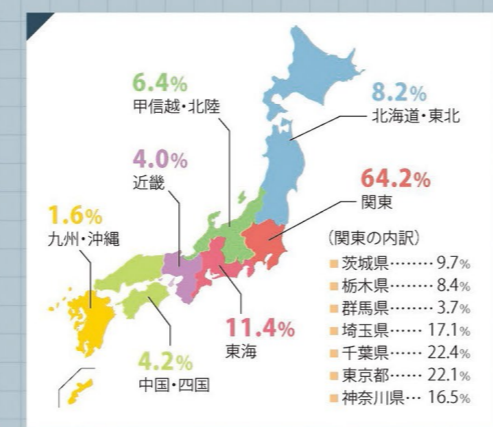 6.4%
甲信越・北陸
8.2%
北海道・東北
4.0%
近畿
64.2%
関東
1.6%
九州・沖縄
(関東の内訳)
茨城県……… 9.7%
栃木県……… 8.4%
群馬県……… 3.7%
埼玉県…… 17.1%
千葉県…… 22.4%
東京都…… 22.1%
神奈川県… 16.5%
11.4%
東海
4.2%
中国・四国